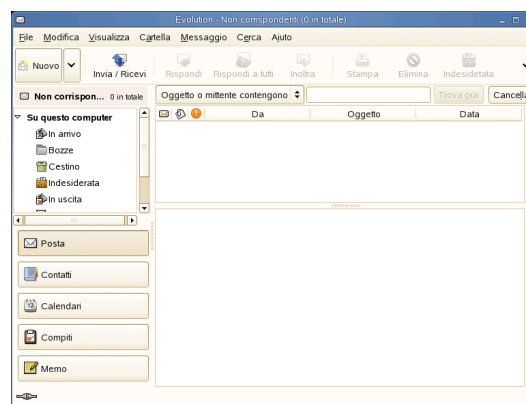 Evolution - Non corrispondenti (0 in totale)
File Modifica Visualizza Cartella Messaggio Cerca Aiuto
Nuovo Invia / Ricevi Rispondi Rispondi a tutti Inoltra Stampa Elimina Indesidetata
Non corrispon... 0 in totale Oggetto o mittente contengono Trova gra Cancella
Su questo computer Da Oggetto Data
In arrivo
Bozze
Cestino
Indesiderata
In uscita
Posta
Contatti
Calendari
Compiti
Memo